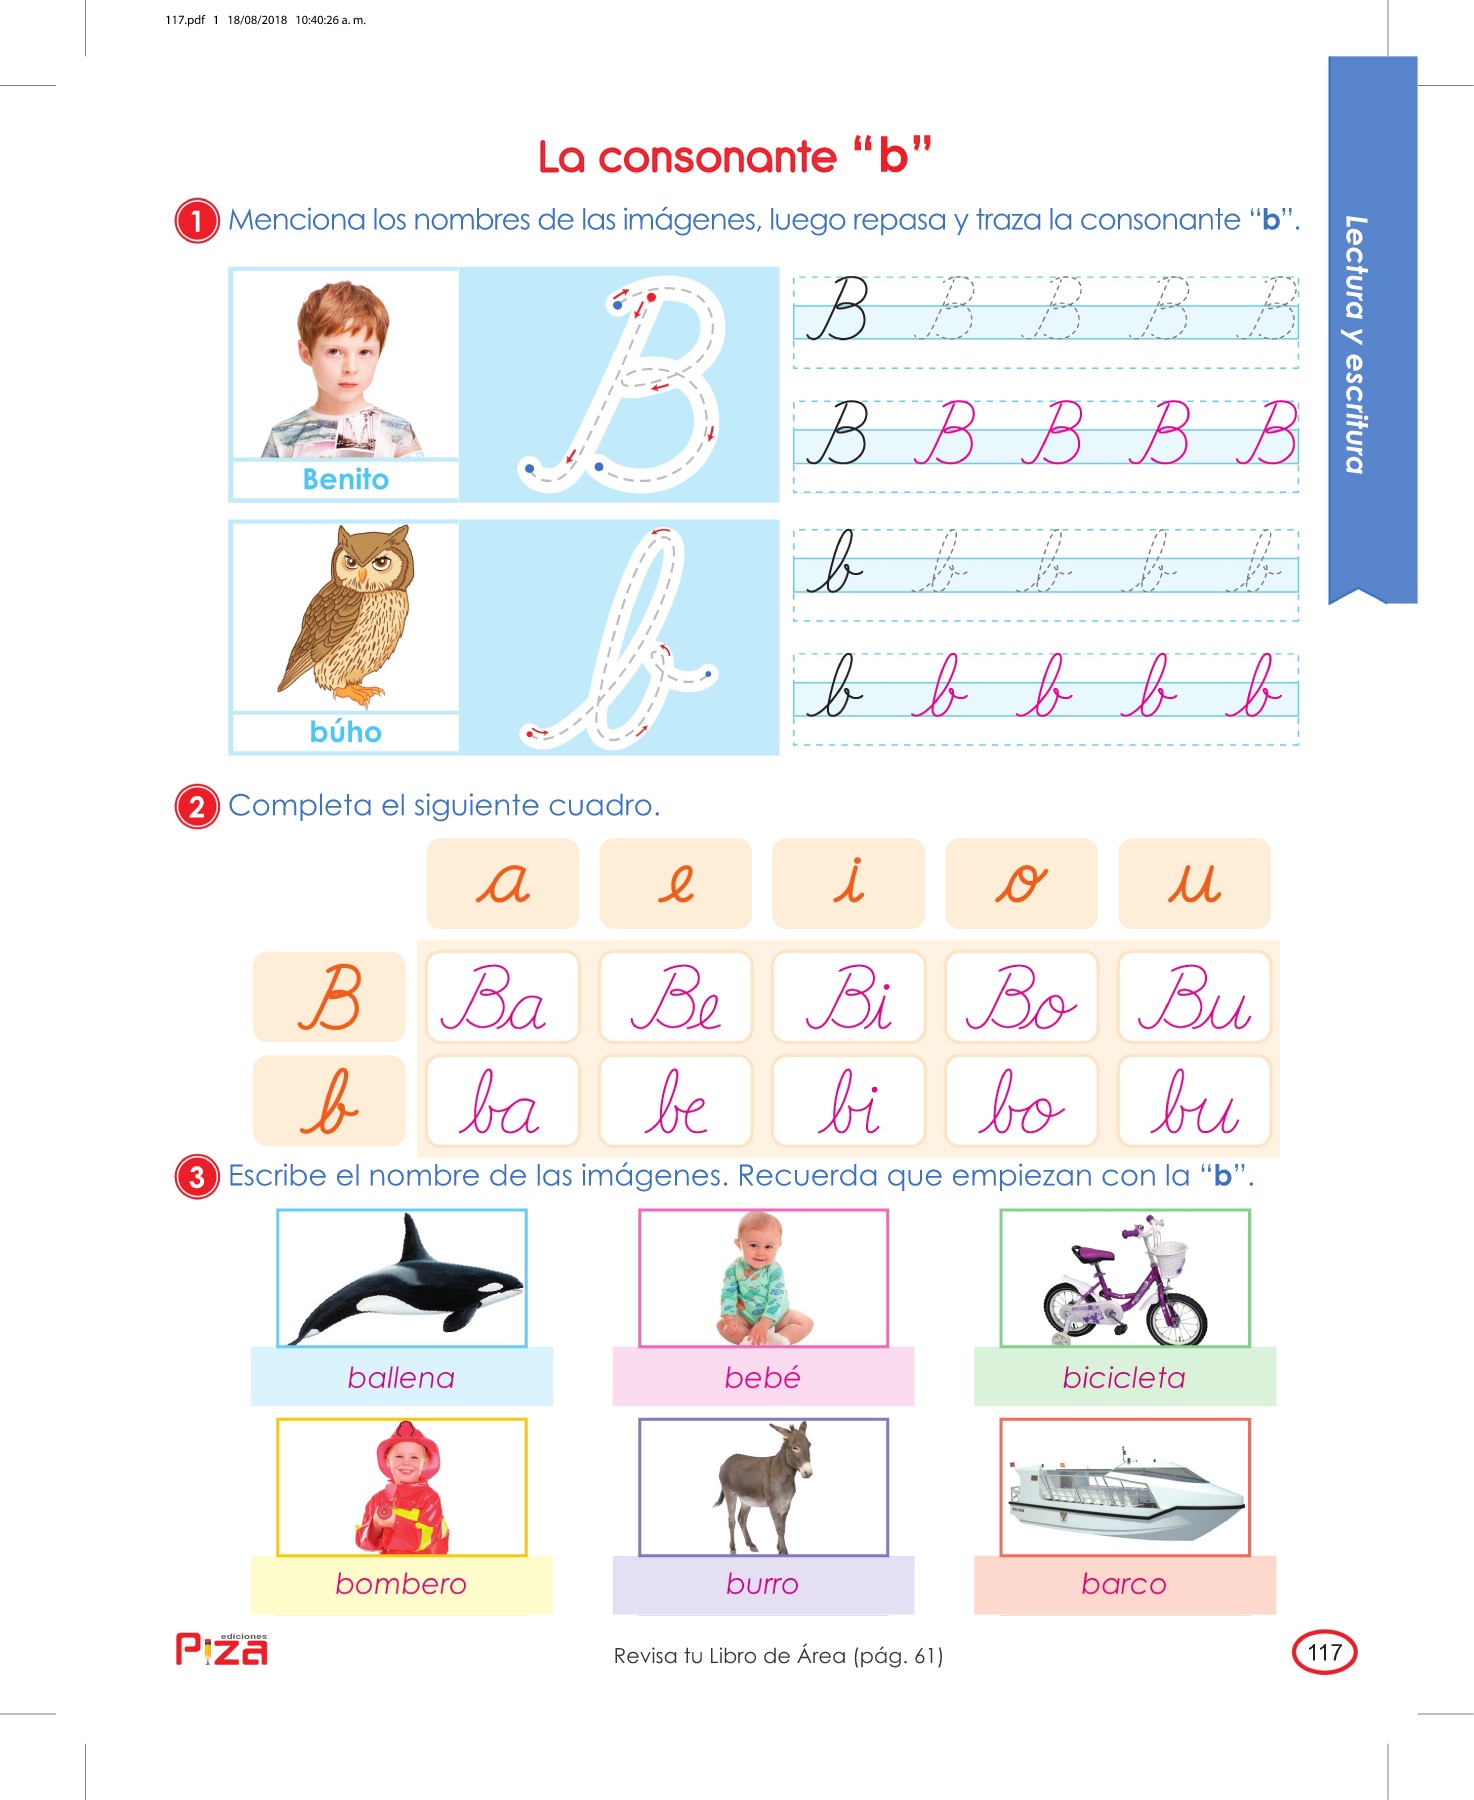 117.pdf 1 18/08/2018 10:40:26 a. m.
La consonante “b”
1 Menciona los nombres de las imágenes, luego repasa y traza la consonante “b”.
Lectura y escritura
B
B B B B B
Benito
B B B B B
b
b b b b b
búho
b b b b b
2 Completa el siguiente cuadro.
a e i o u
B Ba Be Bi Bo Bu
b ba be bi bo bu
3 Escribe el nombre de las imágenes. Recuerda que empiezan con la “b”.
ballena bebé bicicleta
bombero burro barco
ediciones
Piza
Revisa tu Libro de Área (pág. 61)
117